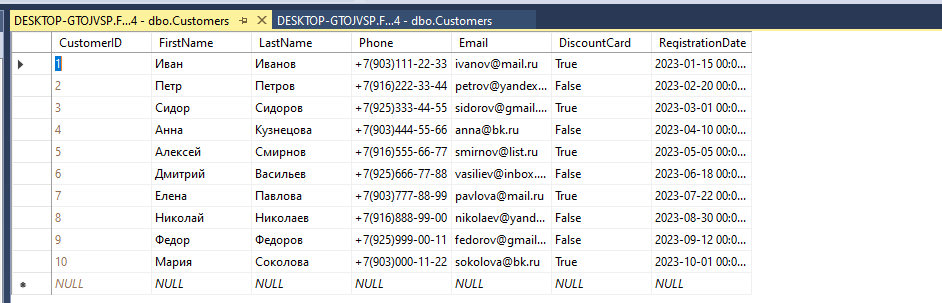 DESKTOP-GTOJVSP.F...4 - dbo.Customers DESKTOP-GTOJVSP.F...4 - dbo.Customers
CustomerID FirstName LastName Phone Email DiscountCard RegistrationDate
1 Иван Иванов +7(903)111-22-33 ivanov@mail.ru True 2023-01-15 00:0...
2 Петр Петров +7(916)222-33-44 petrov@yandex... False 2023-02-20 00:0...
3 Сидор Сидоров +7(925)333-44-55 sidorov@gmail.... True 2023-03-01 00:0...
4 Анна Кузнецова +7(903)444-55-66 anna@bk.ru False 2023-04-10 00:0...
5 Алексей Смирнов +7(916)555-66-77 smirnov@list.ru True 2023-05-05 00:0...
6 Дмитрий Васильев +7(925)666-77-88 vasiliev@inbox.... False 2023-06-18 00:0...
7 Елена Павлова +7(903)777-88-99 pavlova@mail.ru True 2023-07-22 00:0...
8 Николай Николаев +7(916)888-99-00 nikolaev@yand... False 2023-08-30 00:0...
9 Федор Федоров +7(925)999-00-11 fedorov@gmail... False 2023-09-12 00:0...
10 Мария Соколова +7(903)000-11-22 sokolova@bk.ru True 2023-10-01 00:0...
NULL NULL NULL NULL NULL NULL NULL